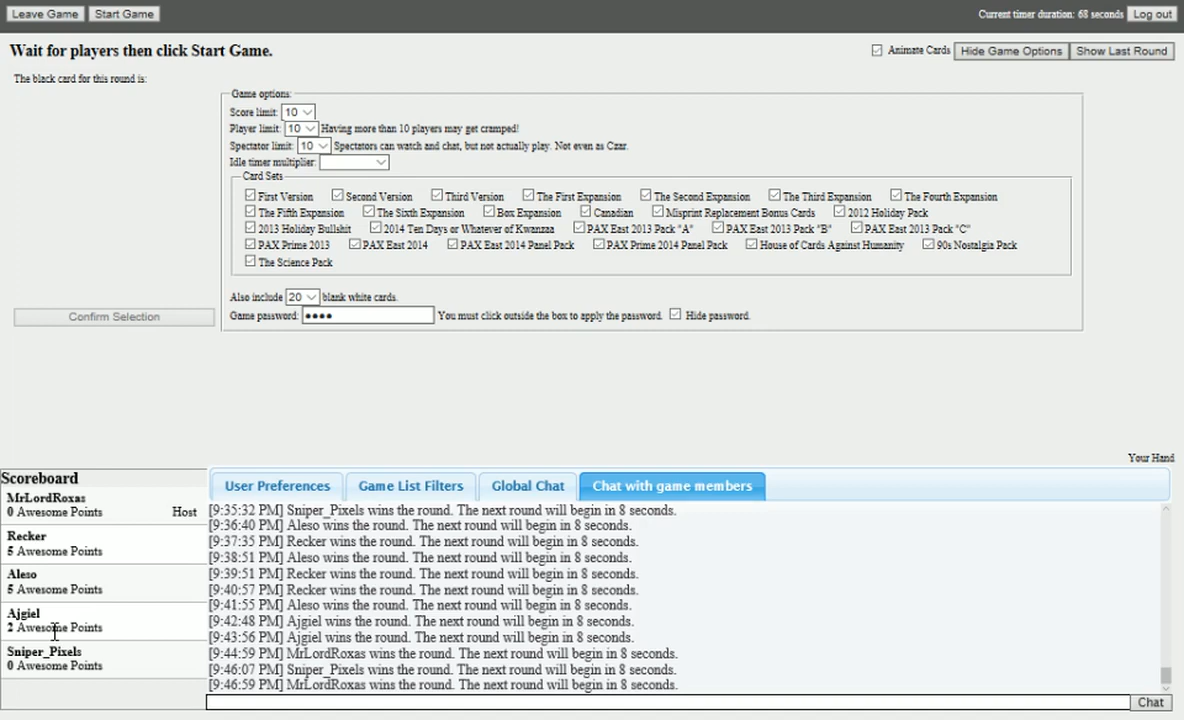 Leave Game Start Game Current timer duration: 68 seconds Log out
Wait for players then click Start Game. Animate Cards Hide Game Options Show Last Round
The black card for this round is:
Game options:
Score limit: 10
Player limit: 10 Having more than 10 players may get cramped!
Spectator limit: 10 Spectators can watch and chat, but not actually play. Not even as Czar.
Idle timer multiplier:
Card Sets
First Version Second Version Third Version The First Expansion The Second Expansion The Third Expansion The Fourth Expansion
The Fifth Expansion The Sixth Expansion Box Expansion Canadian Misprint Replacement Bonus Cards 2012 Holiday Pack
2013 Holiday Bullshit 2014 Ten Days or Whatever of Kwanzaa PAX East 2013 Pack "A" PAX East 2013 Pack "B" PAX East 2013 Pack "C"
PAX Prime 2013 PAX East 2014 PAX East 2014 Panel Pack PAX Prime 2014 Panel Pack House of Cards Against Humanity 90s Nostalgia Pack
The Science Pack
Also include 20 blank white cards.
Confirm Selection Game password: •••• You must click outside the box to apply the password. Hide password.
Your Hand
Scoreboard
MrLordRoxas
0 Awesome Points Host
Recker
5 Awesome Points
Aleso
5 Awesome Points
Ajgiel
2 Awesome Points
Sniper_Pixels
0 Awesome Points
User Preferences Game List Filters Global Chat Chat with game members
[9:35:32 PM] Sniper_Pixels wins the round. The next round will begin in 8 seconds.
[9:36:40 PM] Aleso wins the round. The next round will begin in 8 seconds.
[9:37:35 PM] Recker wins the round. The next round will begin in 8 seconds.
[9:38:51 PM] Aleso wins the round. The next round will begin in 8 seconds.
[9:39:51 PM] Recker wins the round. The next round will begin in 8 seconds.
[9:40:57 PM] Recker wins the round. The next round will begin in 8 seconds.
[9:41:55 PM] Aleso wins the round. The next round will begin in 8 seconds.
[9:42:48 PM] Ajgiel wins the round. The next round will begin in 8 seconds.
[9:43:56 PM] Ajgiel wins the round. The next round will begin in 8 seconds.
[9:44:59 PM] MrLordRoxas wins the round. The next round will begin in 8 seconds.
[9:46:07 PM] Sniper_Pixels wins the round. The next round will begin in 8 seconds.
[9:46:59 PM] MrLordRoxas wins the round. The next round will begin in 8 seconds.
Chat